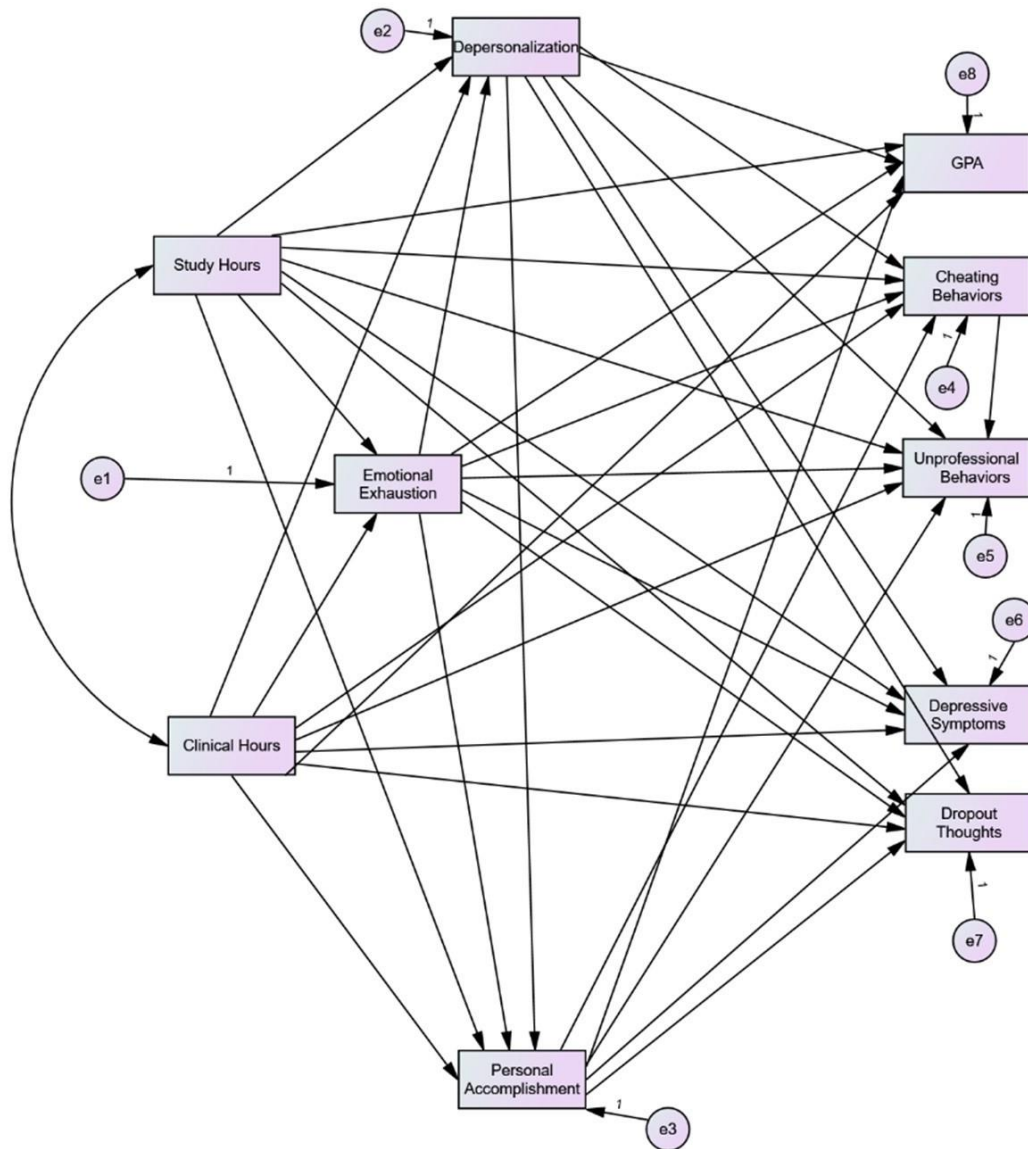 e2
1
Depersonalization
e8
1
GPA
Study Hours
Cheating
Behaviors
1
e4
Emotional
Exhaustion
e1
1
Unprofessional
Behaviors
1
e5
e6
1
Depressive
Symptoms
Clinical Hours
Dropout
Thoughts
1
e7
Personal
Accomplishment
1
e3